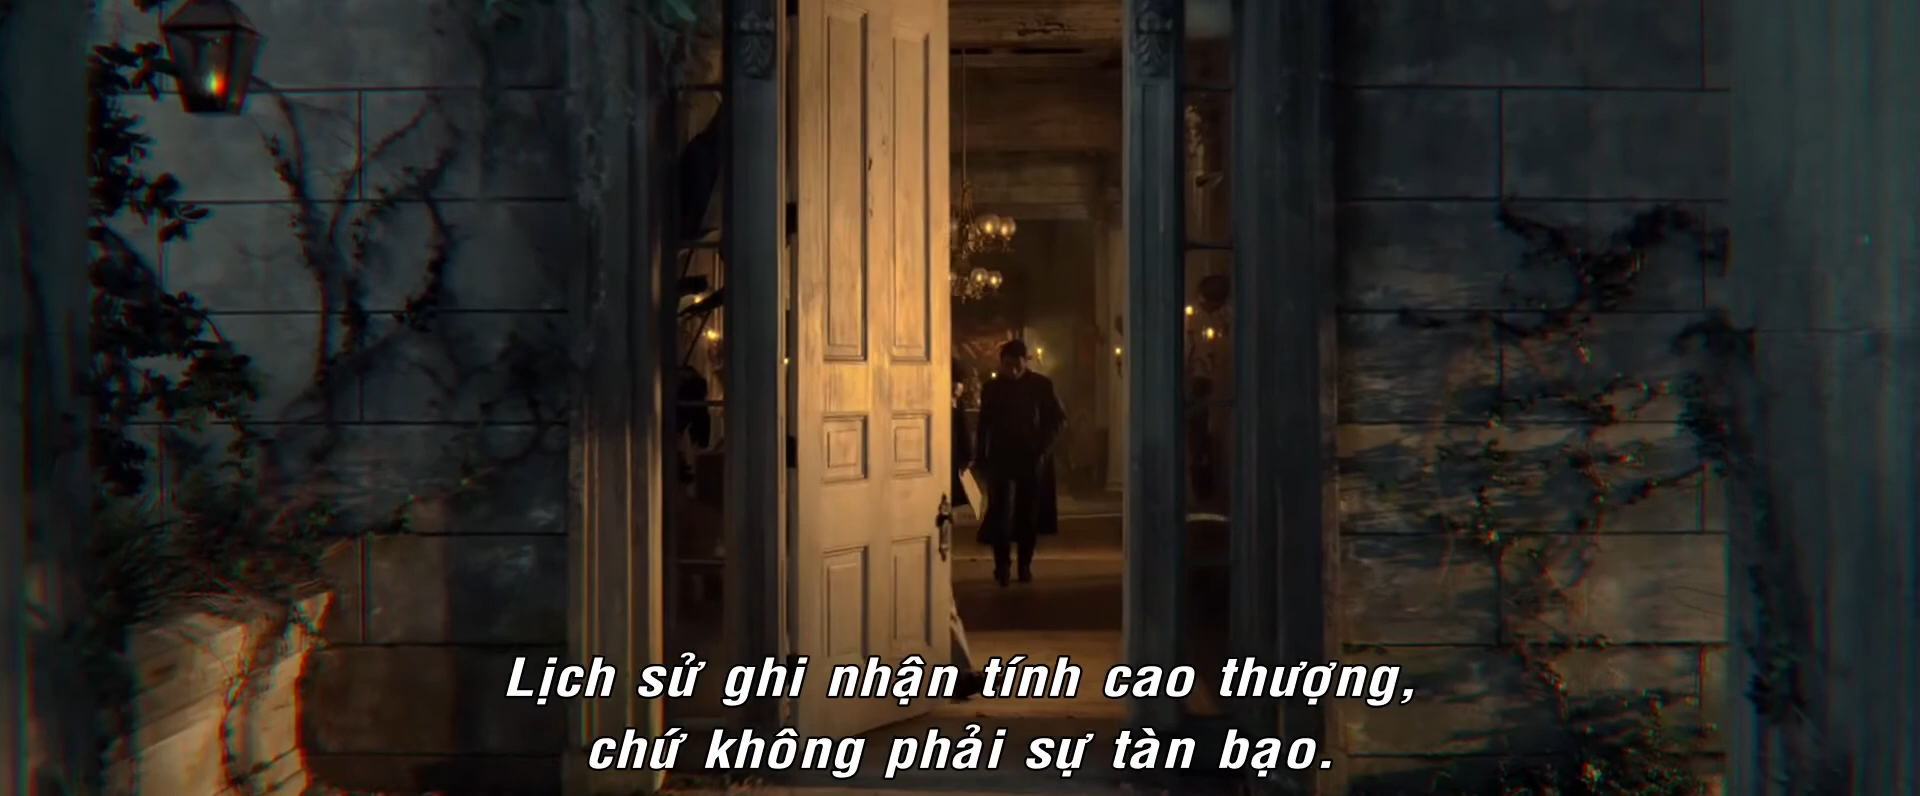 Lịch sử ghi nhận tính cao thượng,
chứ không phải sự tàn bạo.